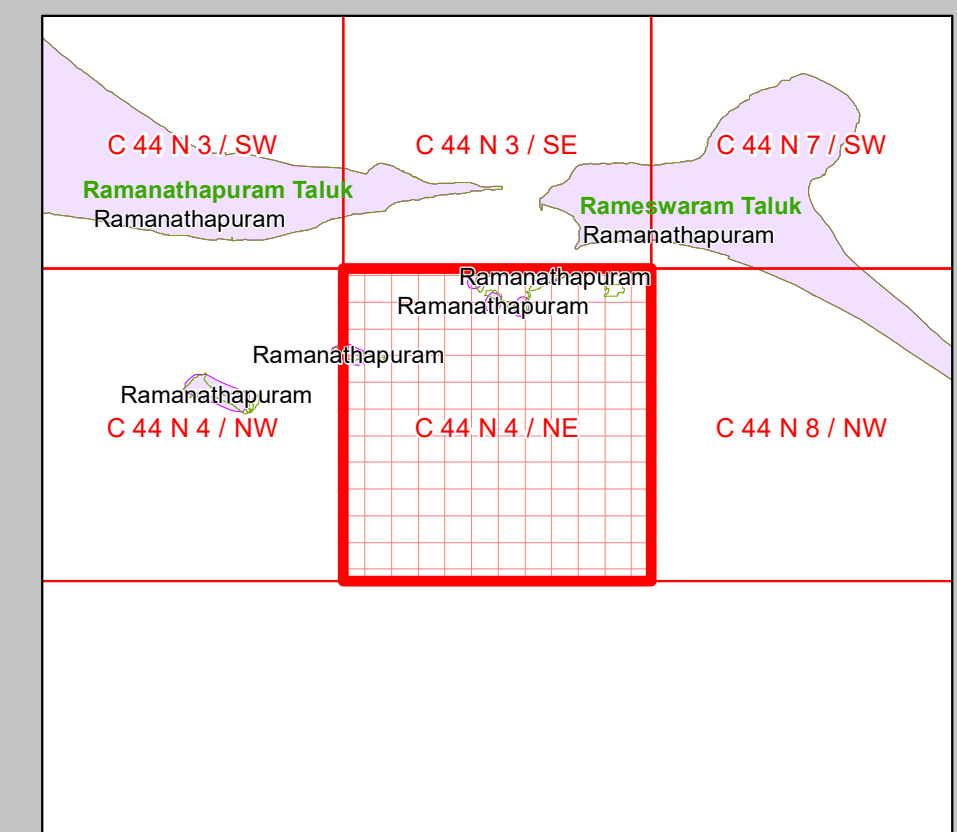 C 44 N 3 / SW
C 44 N 3 / SE
C 44 N 7 / SW
Ramanathapuram Taluk
Ramanathapuram
Rameswaram Taluk
Ramanathapuram
Ramanathapuram
Ramanathapuram
Ramanathapuram
Ramanathapuram
C 44 N 4 / NW
C 44 N 4 / NE
C 44 N 8 / NW